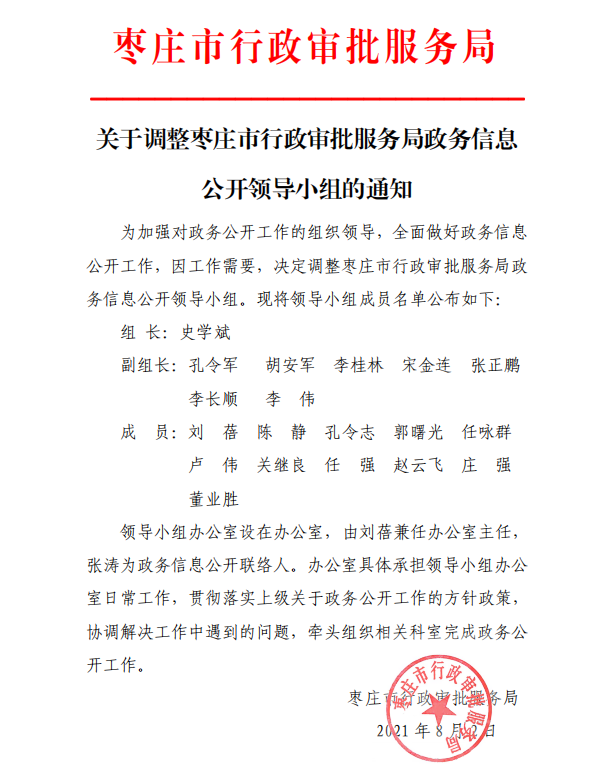 枣庄市行政审批服务局
关于调整枣庄市行政审批服务局政务信息
公开领导小组的通知
为加强对政务公开工作的组织领导，全面做好政务信息
公开工作，因工作需要，决定调整枣庄市行政审批服务局政
务信息公开领导小组。现将领导小组成员名单公布如下：
组 长：史学斌
副组长：孔令军 胡安军 李桂林 宋金连 张正鹏
李长顺 李 伟
成 员：刘 蓓 陈 静 孔令志 郭曙光 任咏群
卢 伟 关继良 任 强 赵云飞 庄 强
董业胜
领导小组办公室设在办公室，由刘蓓兼任办公室主任，
张涛为政务信息公开联络人。办公室具体承担领导小组办公
室日常工作，贯彻落实上级关于政务公开工作的方针政策，
协调解决工作中遇到的问题，牵头组织相关科室完成政务公
开工作。
枣庄市行政审批服务局
2021年8月2日
枣庄市行政审批服务局